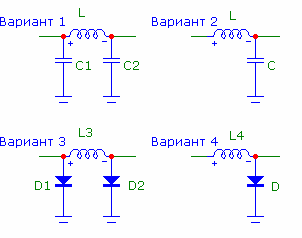 Вариант 1
L
+ -
C1
C2
Вариант 2
L
+ -
C
Вариант 3
L3
+ -
D1
D2
Вариант 4
L4
+ -
D